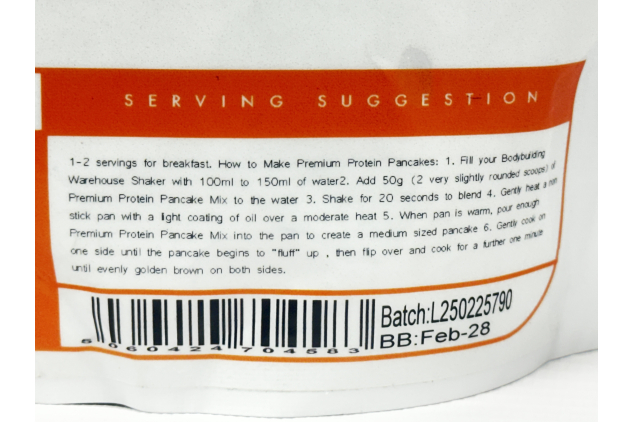 SERVING SUGGESTION
1-2 servings for breakfast. How to Make Premium Protein Pancakes: 1. Fill your Bodybuilding
Warehouse Shaker with 100ml to 150ml of water2. Add 50g (2 very slightly rounded scoops) of
Premium Protein Pancake Mix to the water 3. Shake for 20 seconds to blend 4. Gently heat a non
stick pan with a light coating of oil over a moderate heat 5. When pan is warm, pour enough
Premium Protein Pancake Mix into the pan to create a medium sized pancake 6. Gently cook on
one side until the pancake begins to "fluff" up , then flip over and cook for a further one minute
until evenly golden brown on both sides.
Batch:L250225790
BB:Feb-28
5060424704583